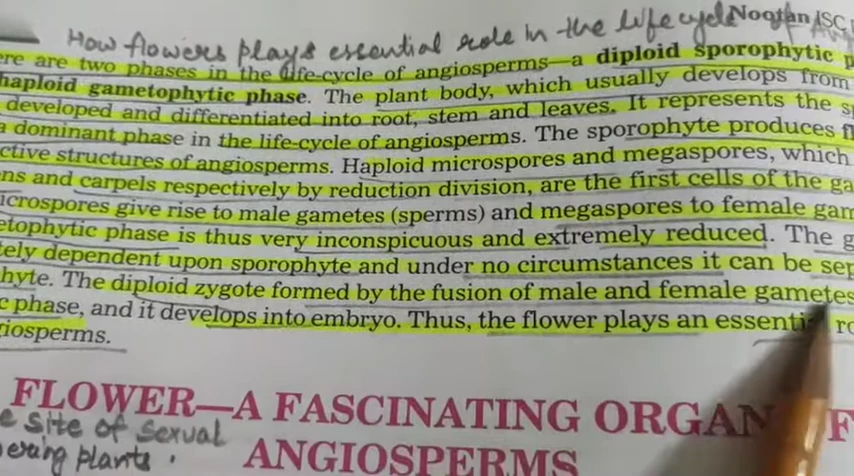 How flowers plays essential role in the life cycle of
Nootan ISC
ere are two phases in the life-cycle of angiosperms—a diploid sporophytic p
haploid gametophytic phase. The plant body, which usually develops from
developed and differentiated into root, stem and leaves. It represents the s
a dominant phase in the life-cycle of angiosperms. The sporophyte produces fl
ctive structures of angiosperms. Haploid microspores and megaspores, which
ns and carpels respectively by reduction division, are the first cells of the ga
icrospores give rise to male gametes (sperms) and megaspores to female gam
etophytic phase is thus very inconspicuous and extremely reduced. The g
tely dependent upon sporophyte and under no circumstances it can be sep
hyte. The diploid zygote formed by the fusion of male and female gametes
c phase, and it develops into embryo. Thus, the flower plays an essenti ro
giosperms.
FLOWER—A FASCINATING ORGAN F
e site of sexual
ering plants.
ANGIOSPERMS